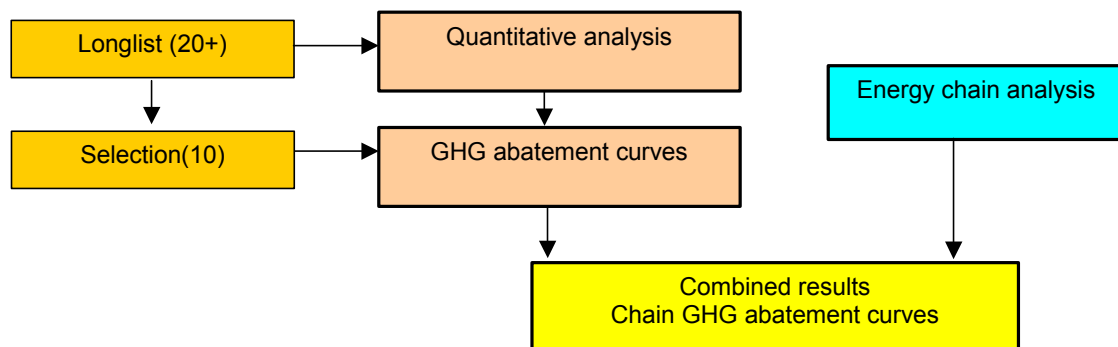 Longlist (20+)
Quantitative analysis
Energy chain analysis
Selection(10)
GHG abatement curves
Combined results
Chain GHG abatement curves